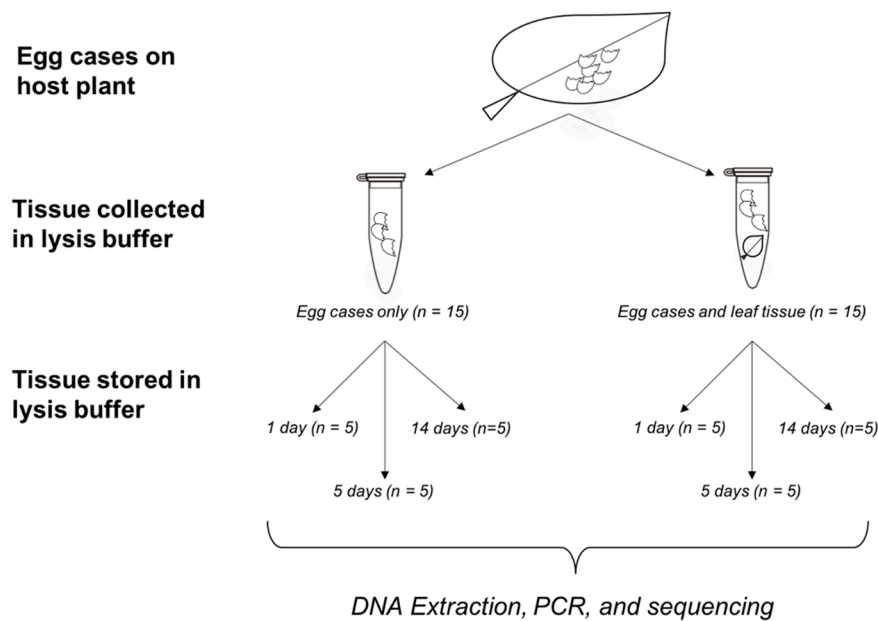 Egg cases on
host plant
Tissue collected
in lysis buffer
Egg cases only (n = 15)
Egg cases and leaf tissue (n = 15)
Tissue stored in
lysis buffer
1 day (n = 5)
14 days (n=5)
1 day (n = 5)
14 days (n=5)
5 days (n = 5)
5 days (n = 5)
DNA Extraction, PCR, and sequencing